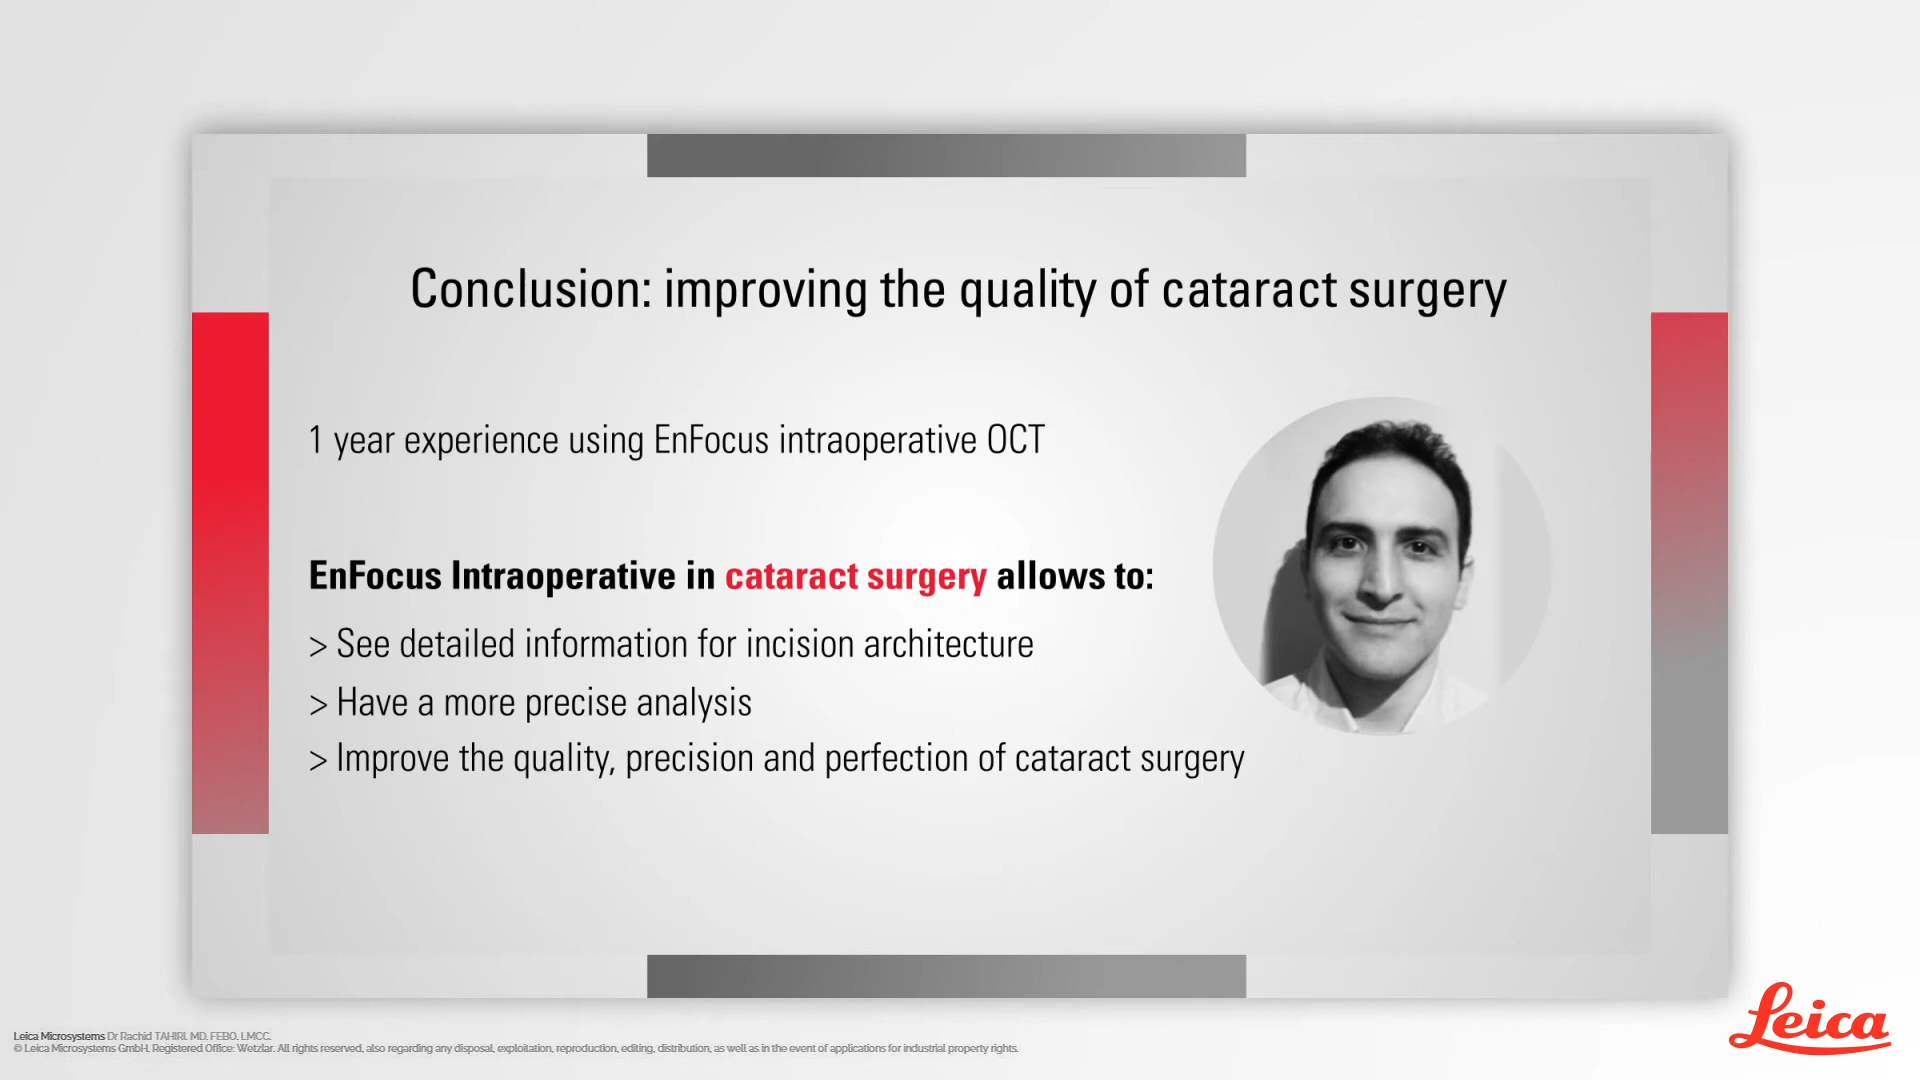 Conclusion: improving the quality of cataract surgery
1 year experience using EnFocus intraoperative OCT
EnFocus Intraoperative in cataract surgery allows to:
> See detailed information for incision architecture
> Have a more precise analysis
> Improve the quality, precision and perfection of cataract surgery
Leica
Leica Microsystems Dr Rachid TAHIRI, MD, FEBO, LMCC.
© Leica Microsystems GmbH. Registered Office: Wetzlar. All rights reserved, also regarding any disposal, exploitation, reproduction, editing, distribution, as well as in the event of applications for industrial property rights.